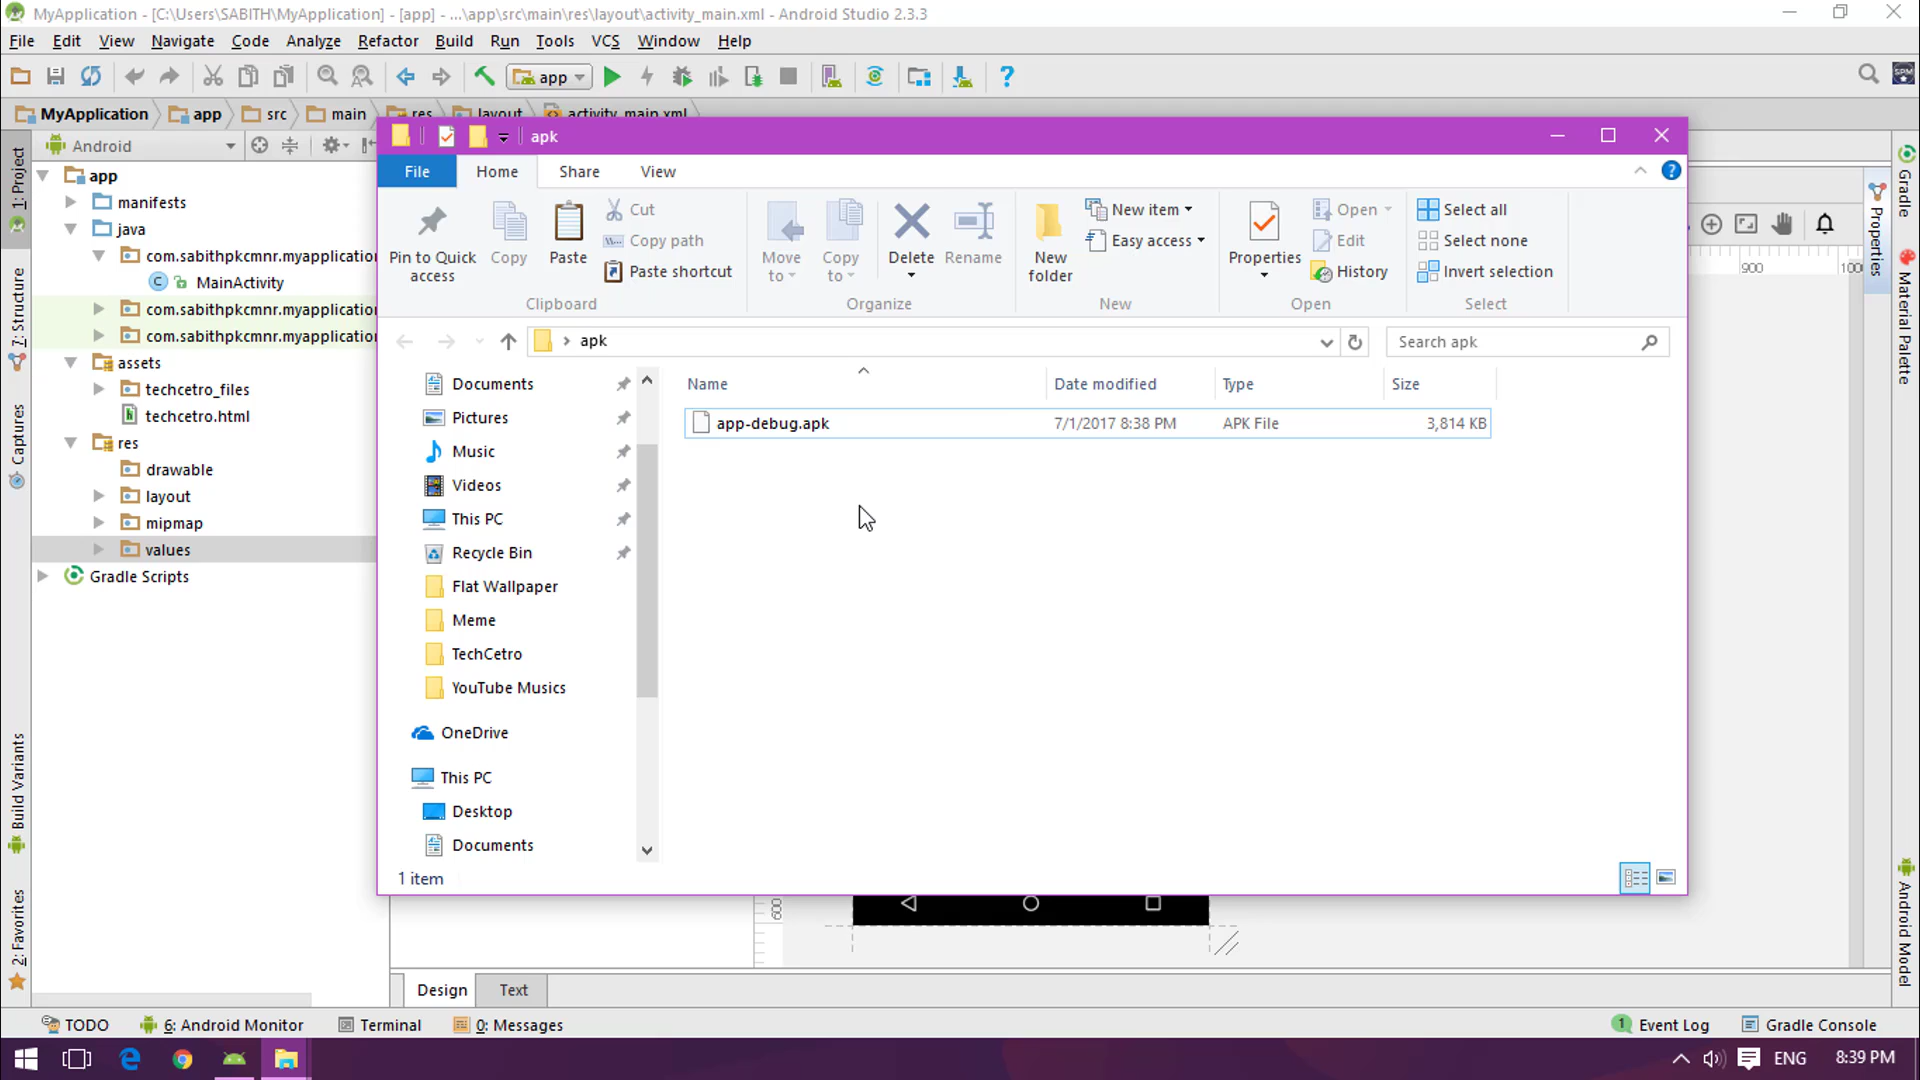 MyApplication - [C:\Users\SABITH\MyApplication] - [app] - ...\app\src\main\res\layout\activity_main.xml - Android Studio 2.3.3
File Edit View Navigate Code Analyze Refactor Build Run Tools VCS Window Help
app
SPM
MyApplication app src main res layout activity_main.xml
Android
1: Project
7: Structure
Captures
Build Variants
2: Favorites
app
manifests
java
com.sabithpkcmnr.myapplication
C MainActivity
com.sabithpkcmnr.myapplication
com.sabithpkcmnr.myapplication
assets
techcetro_files
techcetro.html
res
drawable
layout
mipmap
values
Gradle Scripts
apk
File Home Share View
Pin to Quick access
Copy
Paste
Cut
Copy path
Paste shortcut
Clipboard
Move to
Copy to
Delete
Rename
Organize
New folder
New item
Easy access
New
Properties
Open
Edit
History
Open
Select all
Select none
Invert selection
Select
apk
Search apk
Documents
Pictures
Music
Videos
This PC
Recycle Bin
Flat Wallpaper
Meme
TechCetro
YouTube Musics
OneDrive
This PC
Desktop
Documents
Name Date modified Type Size
app-debug.apk 7/1/2017 8:38 PM APK File 3,814 KB
1 item
900
Gradle
Properties
Material Palette
Android Model
Design Text
TODO 6: Android Monitor Terminal 0: Messages 1 Event Log Gradle Console
ENG 8:39 PM